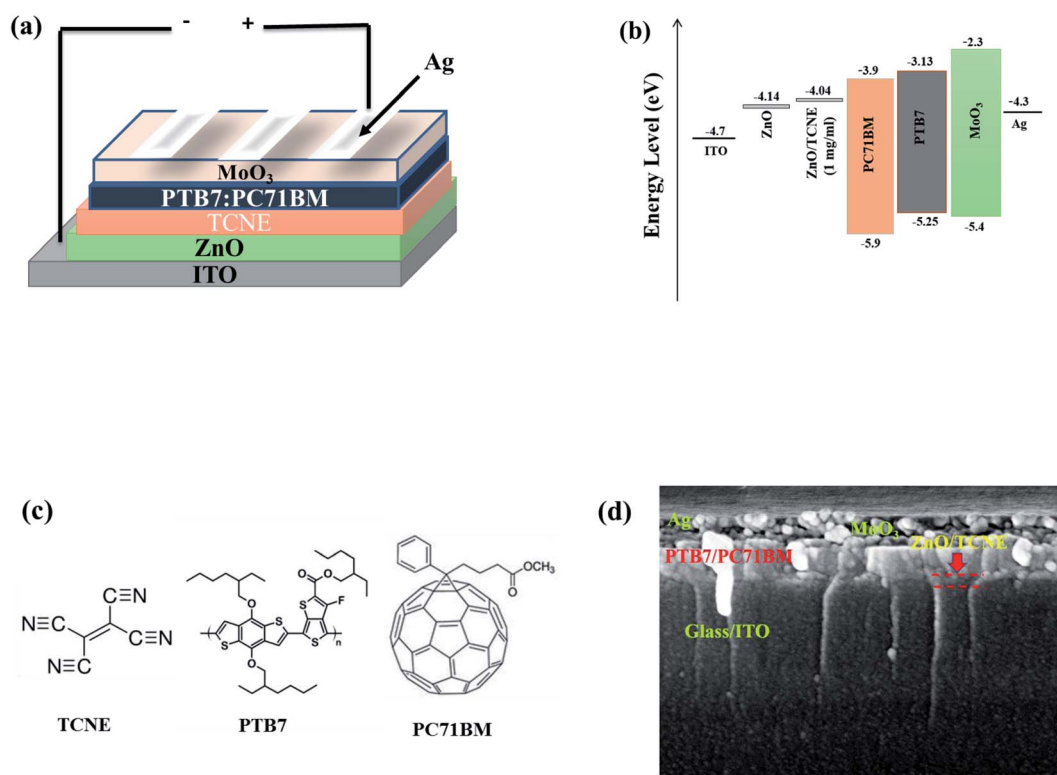 (a)
- +
Ag
MoO3
PTB7:PC71BM
TCNE
ZnO
ITO
(b)
Energy Level (eV)
-4.7
ITO
-4.14
ZnO
-4.04
ZnO/TCNE
(1 mg/ml)
-3.9
PC71BM
-5.9
-3.13
PTB7
-5.25
-2.3
MoO3
-5.4
-4.3
Ag
(c)
N≡C
C≡N
N≡C
C≡N
TCNE
O
O
S
S
S
S
O
O
F
n
PTB7
O
OCH3
PC71BM
(d)
Ag
MoO3
PTB7/PC71BM
ZnO/TCNE
Glass/ITO